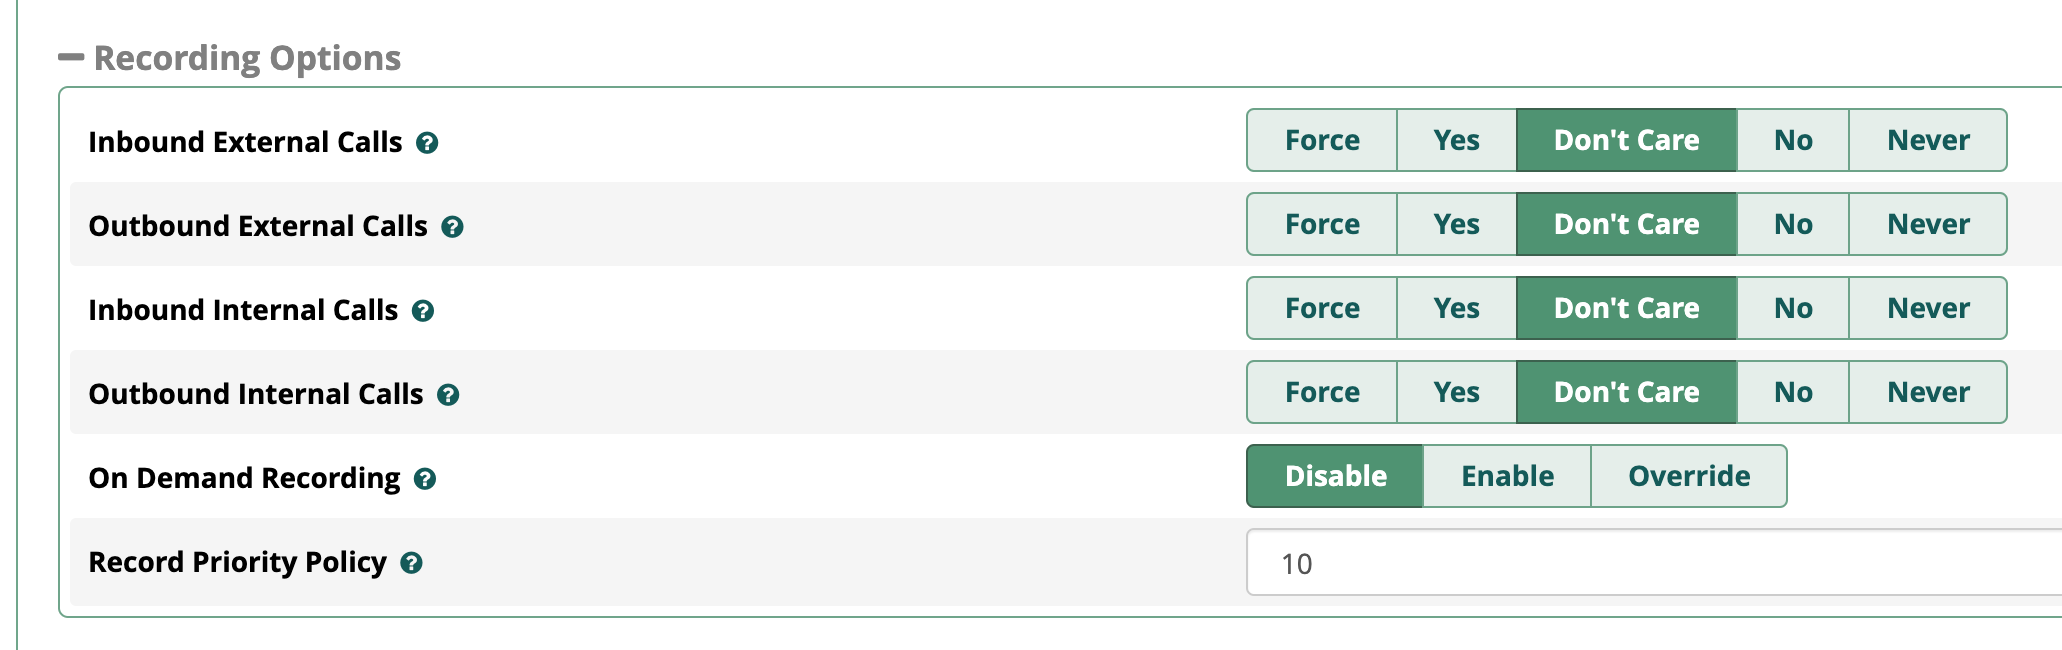 Recording Options
Inbound External Calls ? Force Yes Don't Care No Never
Outbound External Calls ? Force Yes Don't Care No Never
Inbound Internal Calls ? Force Yes Don't Care No Never
Outbound Internal Calls ? Force Yes Don't Care No Never
On Demand Recording ? Disable Enable Override
Record Priority Policy ? 10